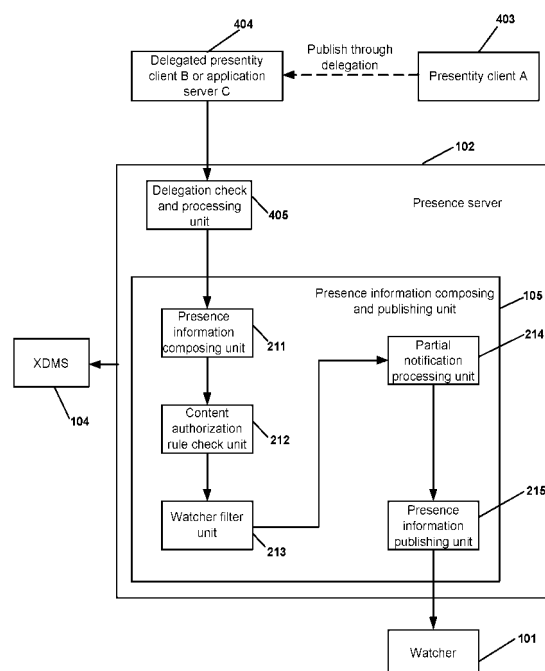 404
403
Delegated presentity
client B or application
server C
Publish through
delegation
Presentity client A
102
Delegation check
and processing
unit
405
Presence server
105
Presence information composing
and publishing unit
Presence
information
composing unit
211
Partial
notification
processing unit
214
XDMS
104
Content
authorization
rule check unit
212
Watcher filter
unit
213
215
Presence
information
publishing unit
Watcher
101